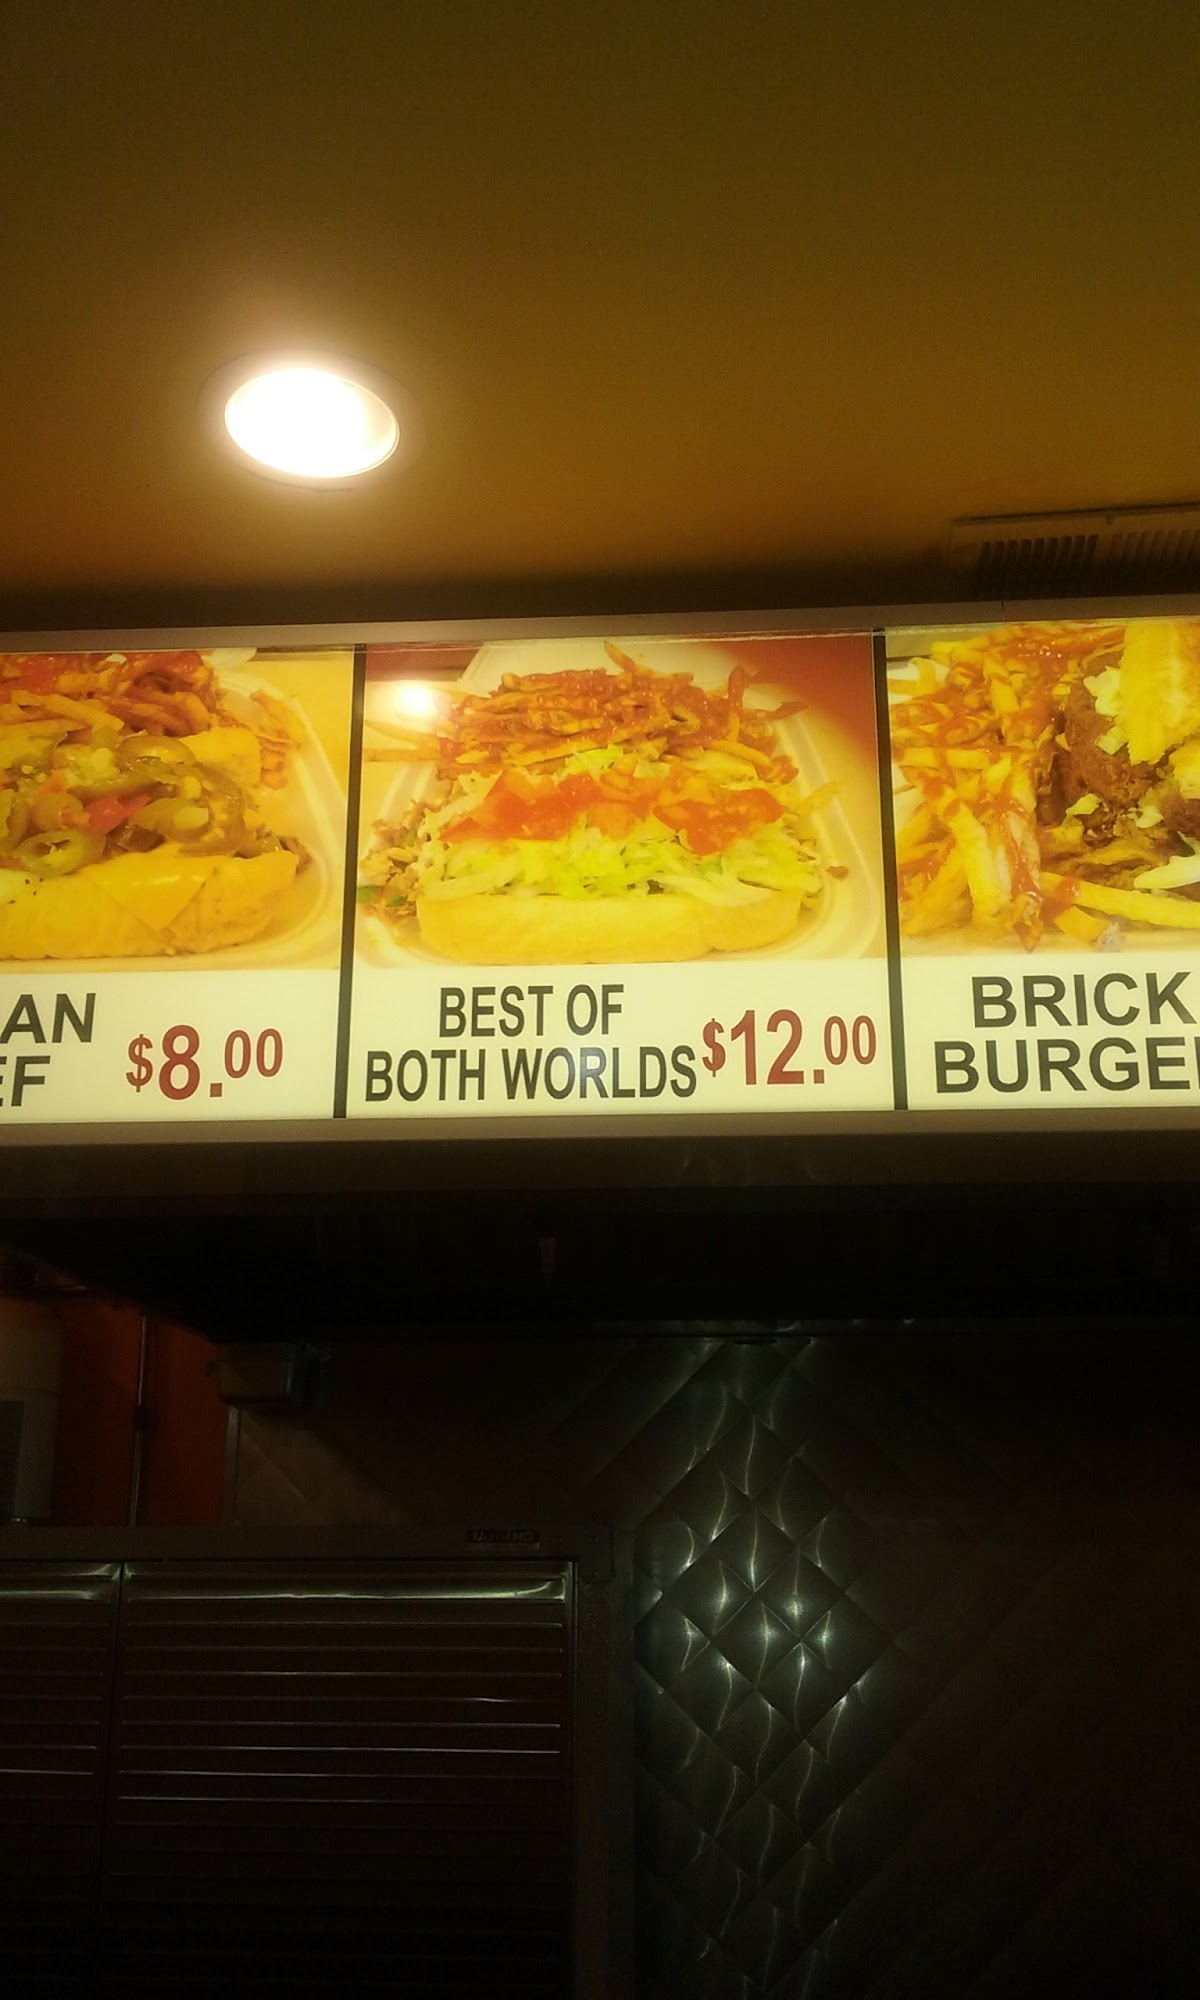 AN
EF $8.00
BEST OF
BOTH WORLDS $12.00
BRICK
BURGE